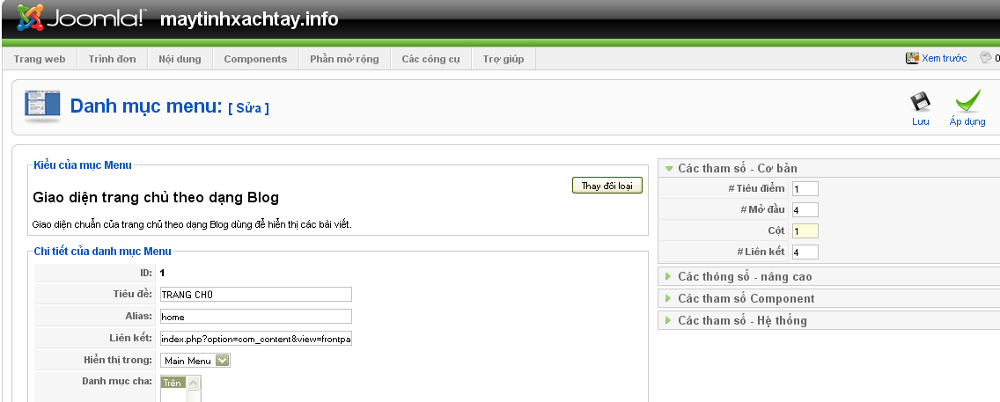 Joomla!™ maytinhxachtay.info
Trang web Trình đơn Nội dung Components Phần mở rộng Các công cụ Trợ giúp Xem trước 0
Danh mục menu: [ Sửa ] Lưu Áp dụng
Kiểu của mục Menu
Thay đổi loại
Giao diện trang chủ theo dạng Blog
Giao diện chuẩn của trang chủ theo dạng Blog dùng để hiển thị các bài viết.
Chi tiết của danh mục Menu
ID: 1
Tiêu đề: TRANG CHỦ
Alias: home
Liên kết: index.php?option=com_content&view=frontpa
Hiển thị trong: Main Menu
Danh mục cha: Trên
Các tham số - Cơ bản
# Tiêu điểm 1
# Mở đầu 4
Cột 1
# Liên kết 4
Các thông số - nâng cao
Các tham số Component
Các tham số - Hệ thống